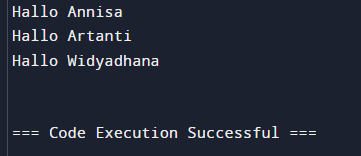 Hallo Annisa
Hallo Artanti
Hallo Widyadhana
=== Code Execution Successful ===